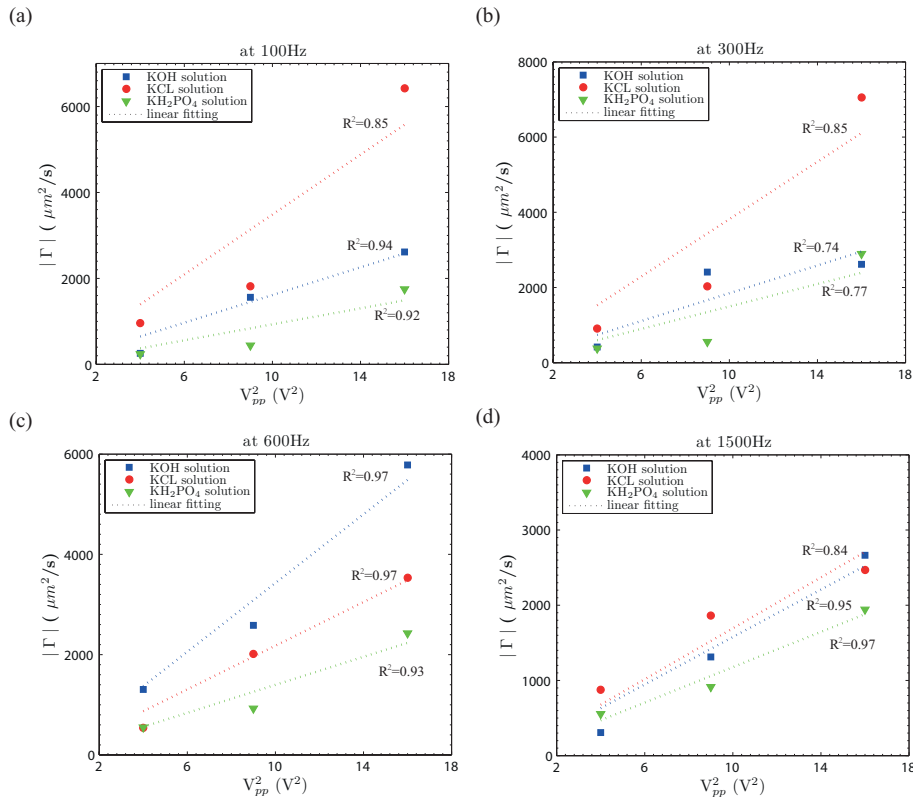 (a)
at 100Hz
KOH solution
KCL solution
KH₂PO₄ solution
linear fitting
R²=0.85
R²=0.94
R²=0.92
6000
4000
2000
0
2 6 10 14 18
| Γ | ( μm²/s)
V²pp (V²)
(b)
at 300Hz
KOH solution
KCL solution
KH₂PO₄ solution
linear fitting
R²=0.85
R²=0.74
R²=0.77
8000
6000
4000
2000
0
2 6 10 14 18
| Γ | ( μm²/s)
V²pp (V²)
(c)
at 600Hz
KOH solution
KCL solution
KH₂PO₄ solution
linear fitting
R²=0.97
R²=0.97
R²=0.93
6000
4000
2000
0
2 6 10 14 18
| Γ | ( μm²/s)
V²pp (V²)
(d)
at 1500Hz
KOH solution
KCL solution
KH₂PO₄ solution
linear fitting
R²=0.84
R²=0.95
R²=0.97
4000
3000
2000
1000
0
2 6 10 14 18
| Γ | ( μm²/s)
V²pp (V²)